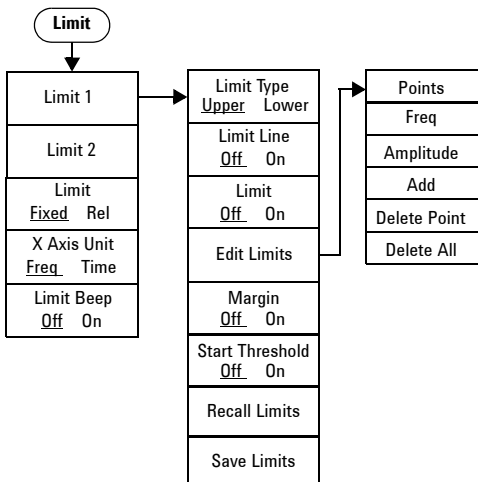 Limit
Limit 1
Limit 2
Limit
Fixed Rel
X Axis Unit
Freq Time
Limit Beep
Off On
Limit Type
Upper Lower
Limit Line
Off On
Limit
Off On
Edit Limits
Margin
Off On
Start Threshold
Off On
Recall Limits
Save Limits
Points
Freq
Amplitude
Add
Delete Point
Delete All